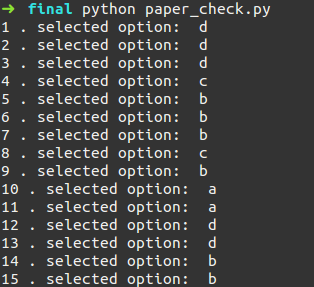 ➜ final python paper_check.py
1 . selected option:  d
2 . selected option:  d
3 . selected option:  d
4 . selected option:  c
5 . selected option:  b
6 . selected option:  b
7 . selected option:  b
8 . selected option:  c
9 . selected option:  b
10 . selected option:  a
11 . selected option:  a
12 . selected option:  d
13 . selected option:  d
14 . selected option:  b
15 . selected option:  b